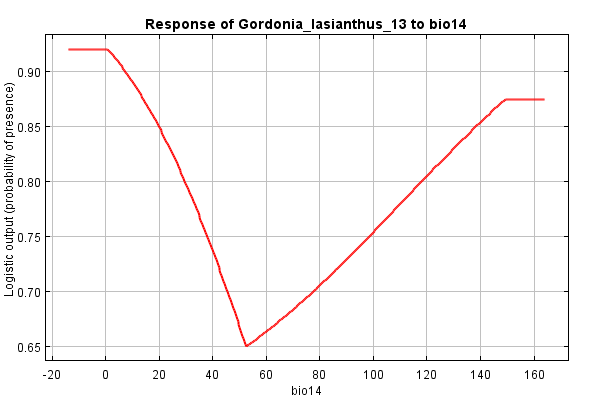 Response of Gordonia_lasianthus_13 to bio14
Logistic output (probability of presence)
0.90
0.85
0.80
0.75
0.70
0.65
-20 0 20 40 60 80 100 120 140 160
bio14